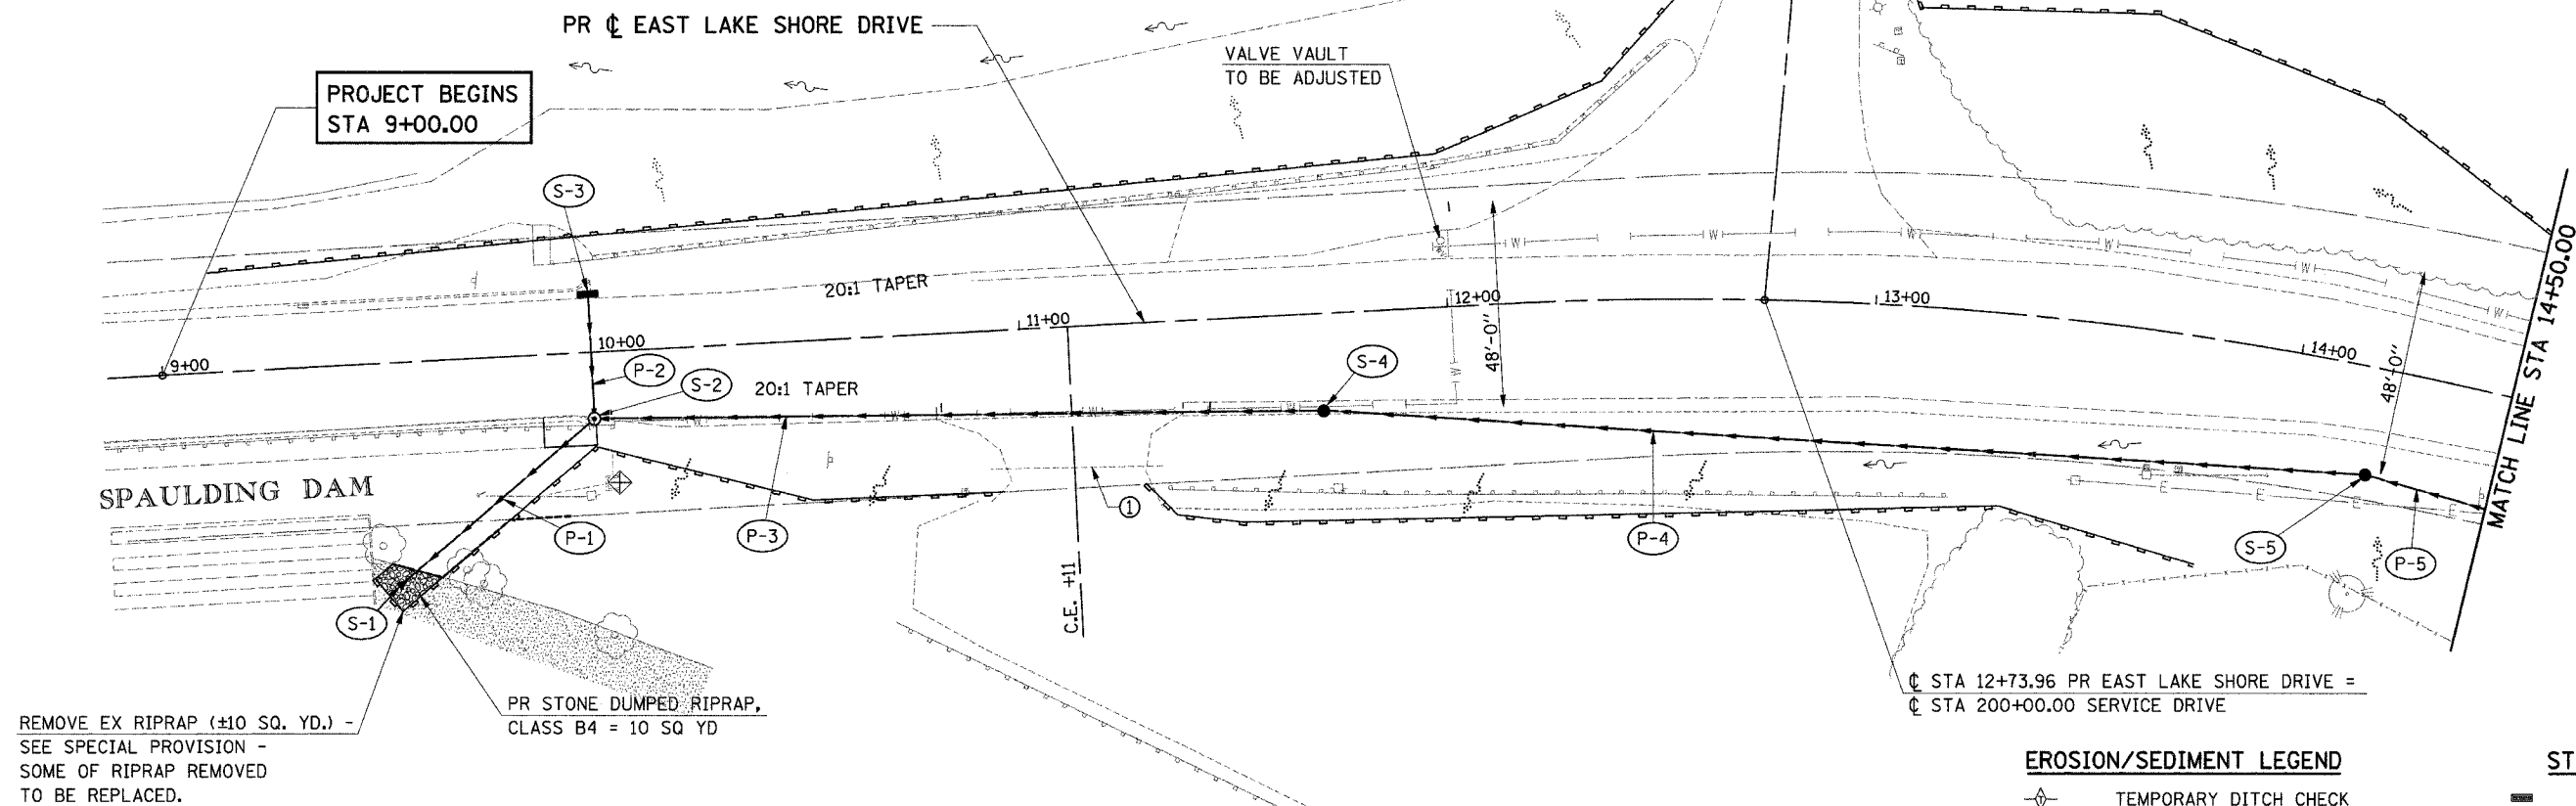 PR ℄ EAST LAKE SHORE DRIVE
PROJECT BEGINS
STA 9+00.00
VALVE VAULT
TO BE ADJUSTED
S-3
20:1 TAPER
9+00
10+00
11+00
12+00
13+00
14+00
P-2
S-2
20:1 TAPER
S-4
48'-0"
48'-0"
W
W
W
W
W
W
W
W
W
W
W
MATCH LINE STA 14+50.00
SPAULDING DAM
P-1
P-3
1
P-4
S-5
P-5
E
E
E
E
C.E. +11
S-1
REMOVE EX RIPRAP (±10 SQ. YD.) -
SEE SPECIAL PROVISION -
SOME OF RIPRAP REMOVED
TO BE REPLACED.
PR STONE DUMPED RIPRAP,
CLASS B4 = 10 SQ YD
℄ STA 12+73.96 PR EAST LAKE SHORE DRIVE =
℄ STA 200+00.00 SERVICE DRIVE
EROSION/SEDIMENT LEGEND
ST
T
TEMPORARY DITCH CHECK